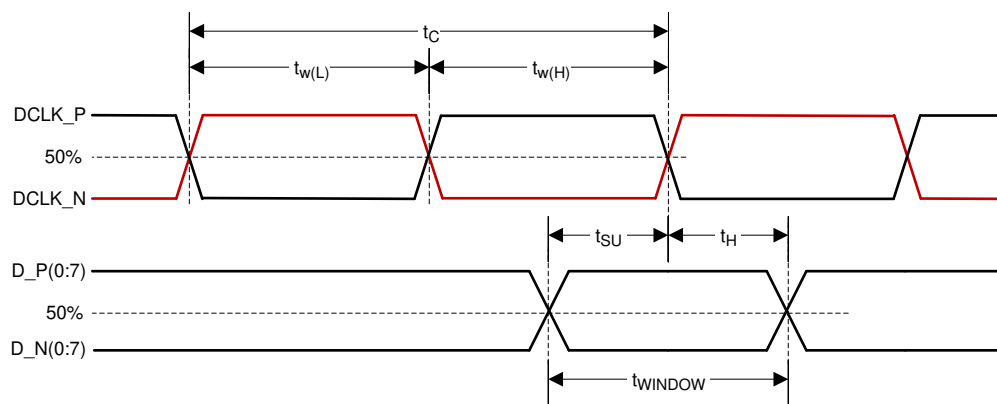 tC
tw(L)
tw(H)
DCLK_P
50%
DCLK_N
tSU
tH
D_P(0:7)
50%
D_N(0:7)
tWINDOW